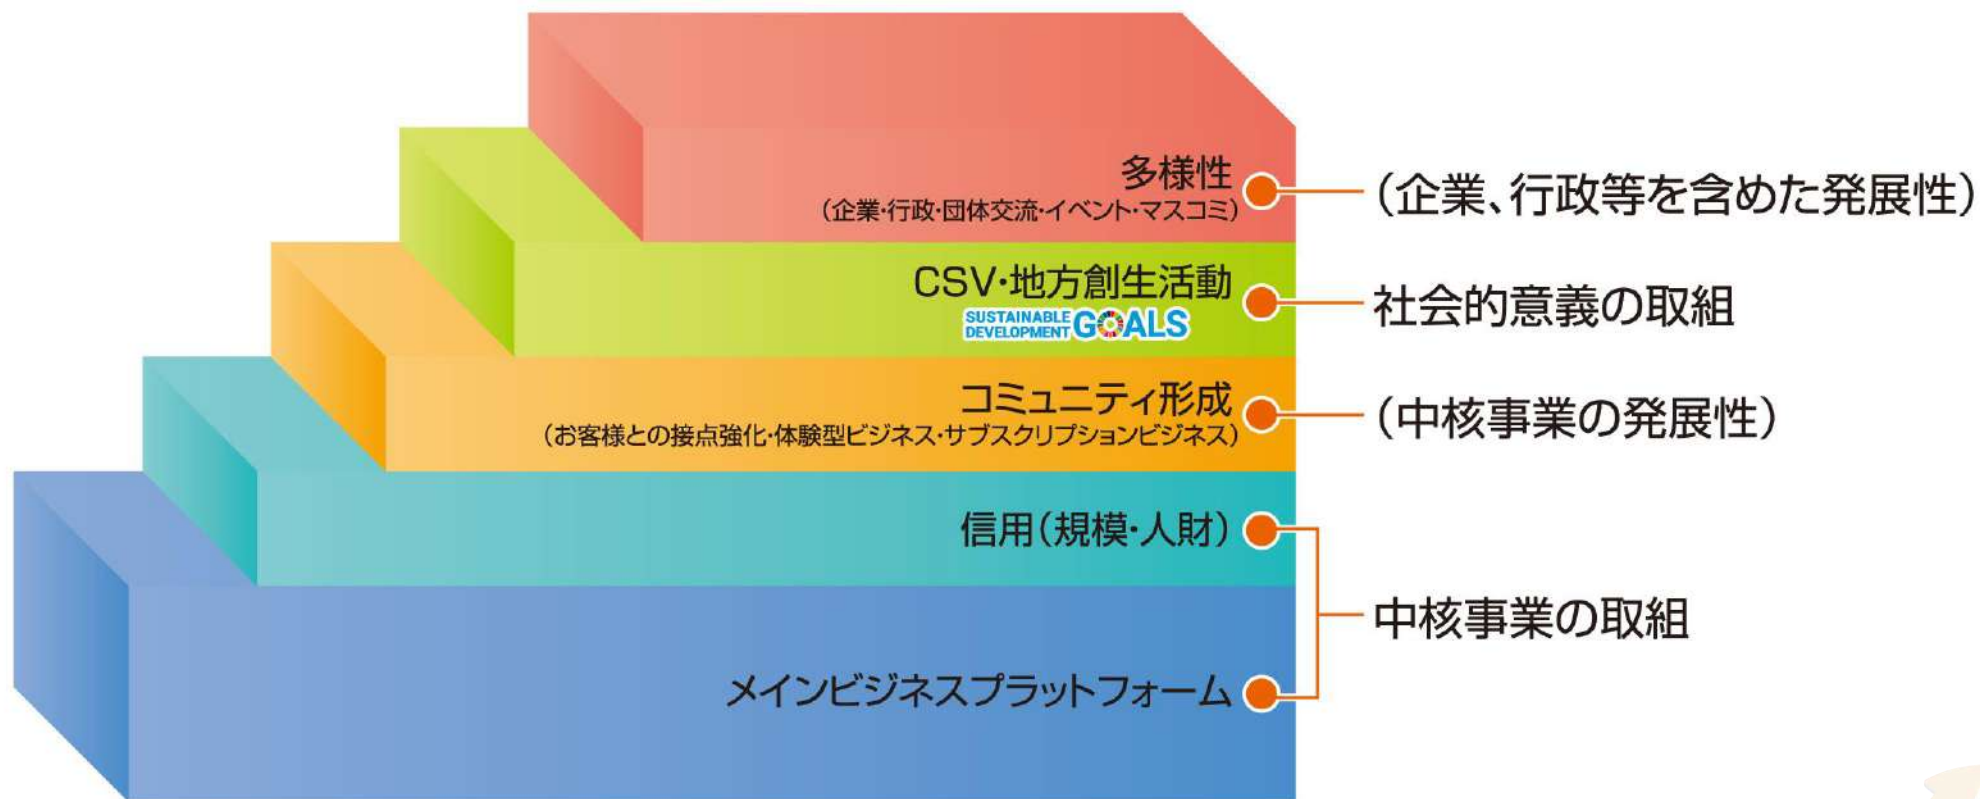 多様性
(企業・行政・団体交流・イベント・マスコミ)
(企業、行政等を含めた発展性)
CSV・地方創生活動
SUSTAINABLE DEVELOPMENT GOALS
社会的意義の取組
コミュニティ形成
(お客様との接点強化・体験型ビジネス・サブスクリプションビジネス)
(中核事業の発展性)
信用(規模・人財)
中核事業の取組
メインビジネスプラットフォーム